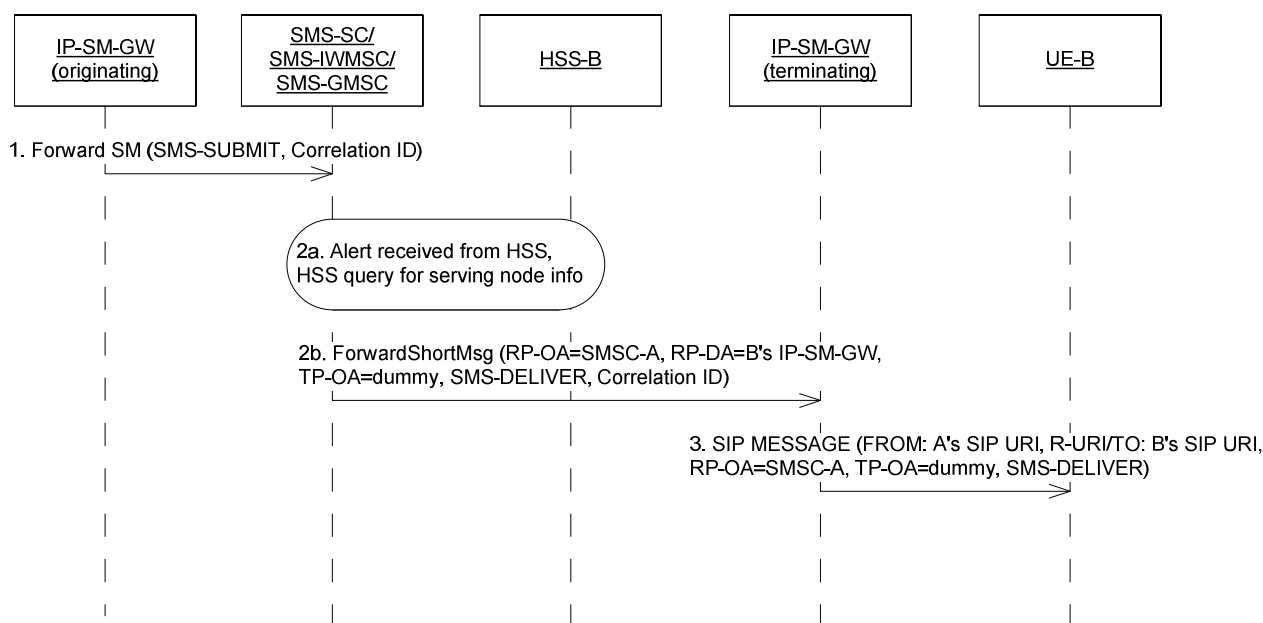 IP-SM-GW
(originating)
SMS-SC/
SMS-IWMSC/
SMS-GMSC
HSS-B
IP-SM-GW
(terminating)
UE-B
1. Forward SM (SMS-SUBMIT, Correlation ID)
2a. Alert received from HSS,
HSS query for serving node info
2b. ForwardShortMsg (RP-OA=SMSC-A, RP-DA=B's IP-SM-GW,
TP-OA=dummy, SMS-DELIVER, Correlation ID)
3. SIP MESSAGE (FROM: A's SIP URI, R-URI/TO: B's SIP URI,
RP-OA=SMSC-A, TP-OA=dummy, SMS-DELIVER)